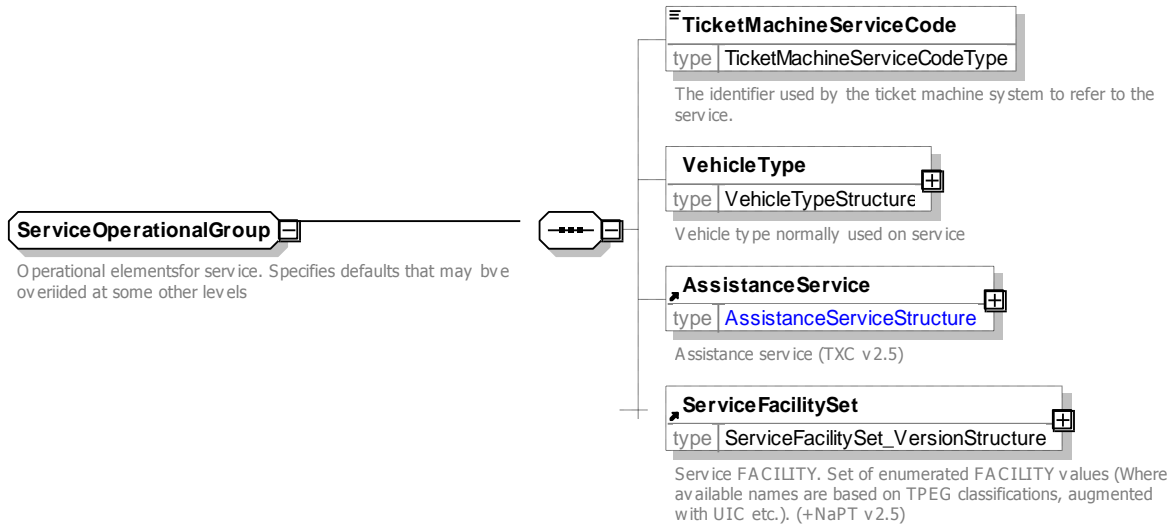 TicketMachineServiceCode
type TicketMachineServiceCodeType
The identifier used by the ticket machine system to refer to the
service.
VehicleType
type VehicleTypeStructure
Vehicle type normally used on service
ServiceOperationalGroup
Operational elementsfor service. Specifies defaults that may bve
overiided at some other levels
AssistanceService
type AssistanceServiceStructure
Assistance service (TXC v2.5)
ServiceFacilitySet
type ServiceFacilitySet_VersionStructure
Service FACILITY. Set of enumerated FACILITY values (Where
available names are based on TPEG classifications, augmented
with UIC etc.). (+NaPT v2.5)